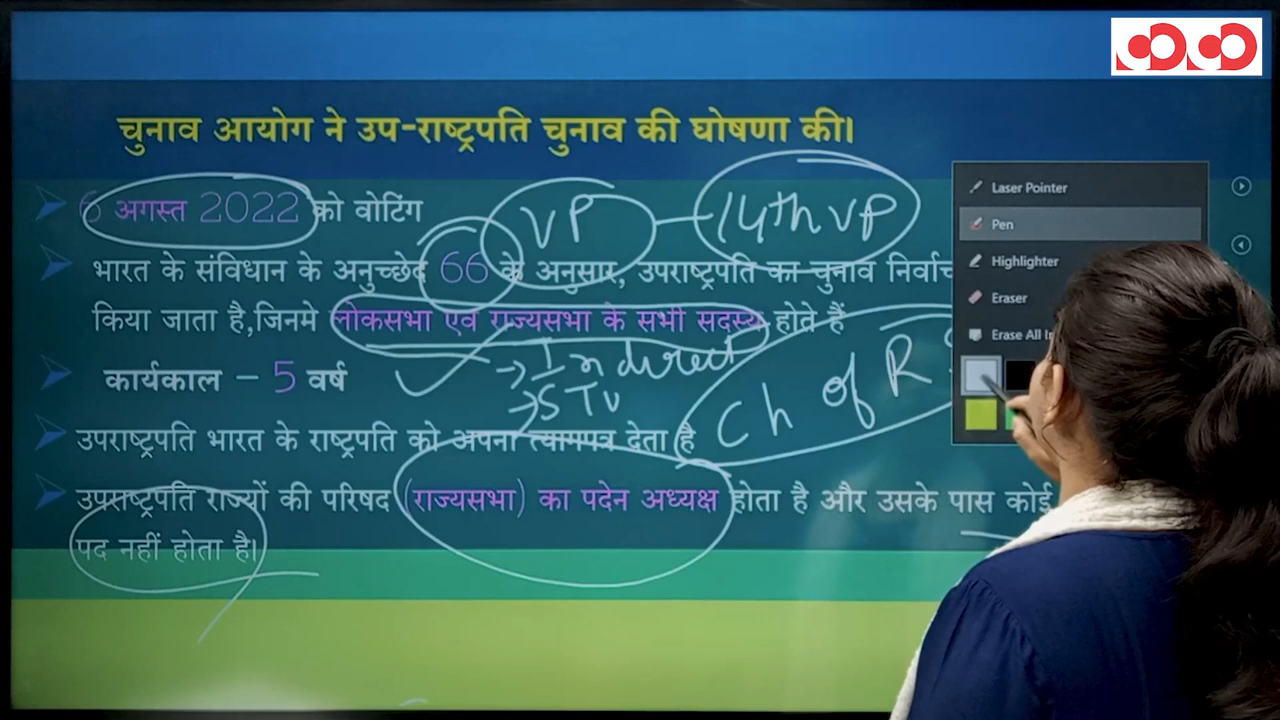 चुनाव आयोग ने उप-राष्ट्रपति चुनाव की घोषणा की।
6 अगस्त 2022 को वोटिंग
VP
14th VP
भारत के संविधान के अनुच्छेद 66 के अनुसार, उपराष्ट्रपति का चुनाव
किया जाता है,जिनमे लोकसभा एवं राज्यसभा के सभी सदस्य होते हैं
→ Indirect
→ STV
Ch of R
कार्यकाल – 5 वर्ष
उपराष्ट्रपति भारत के राष्ट्रपति को अपना त्यागपत्र देता है
उपराष्ट्रपति राज्यों की परिषद (राज्यसभा) का पदेन अध्यक्ष होता है और उसके पास कोई
पद नहीं होता है।
Laser Pointer
Pen
Highlighter
Eraser
Erase All